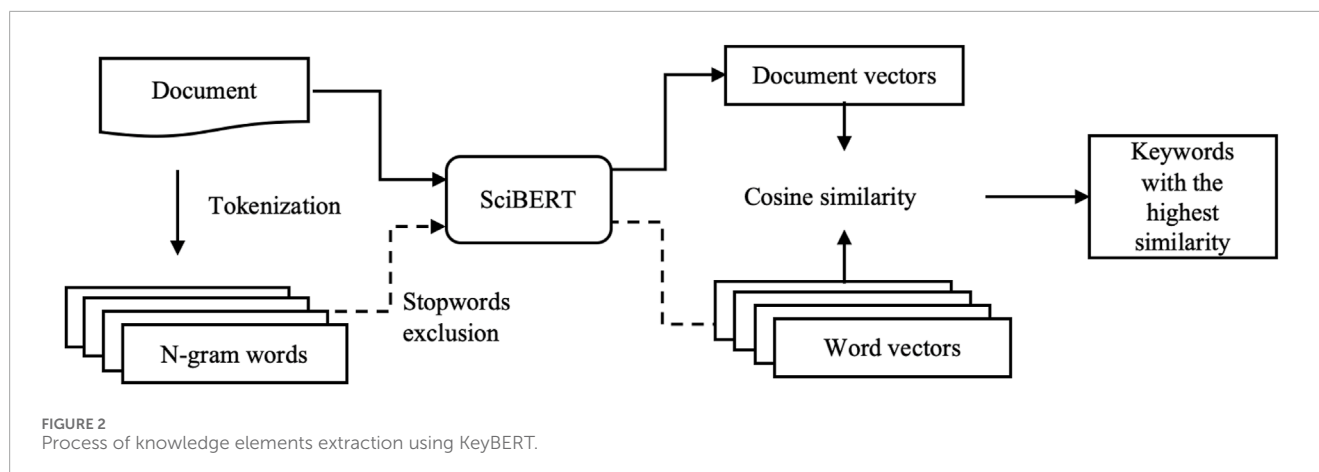 Document
Tokenization
N-gram words
Stopwords
exclusion
SciBERT
Document vectors
Cosine similarity
Word vectors
Keywords
with the
highest
similarity
FIGURE 2
Process of knowledge elements extraction using KeyBERT.